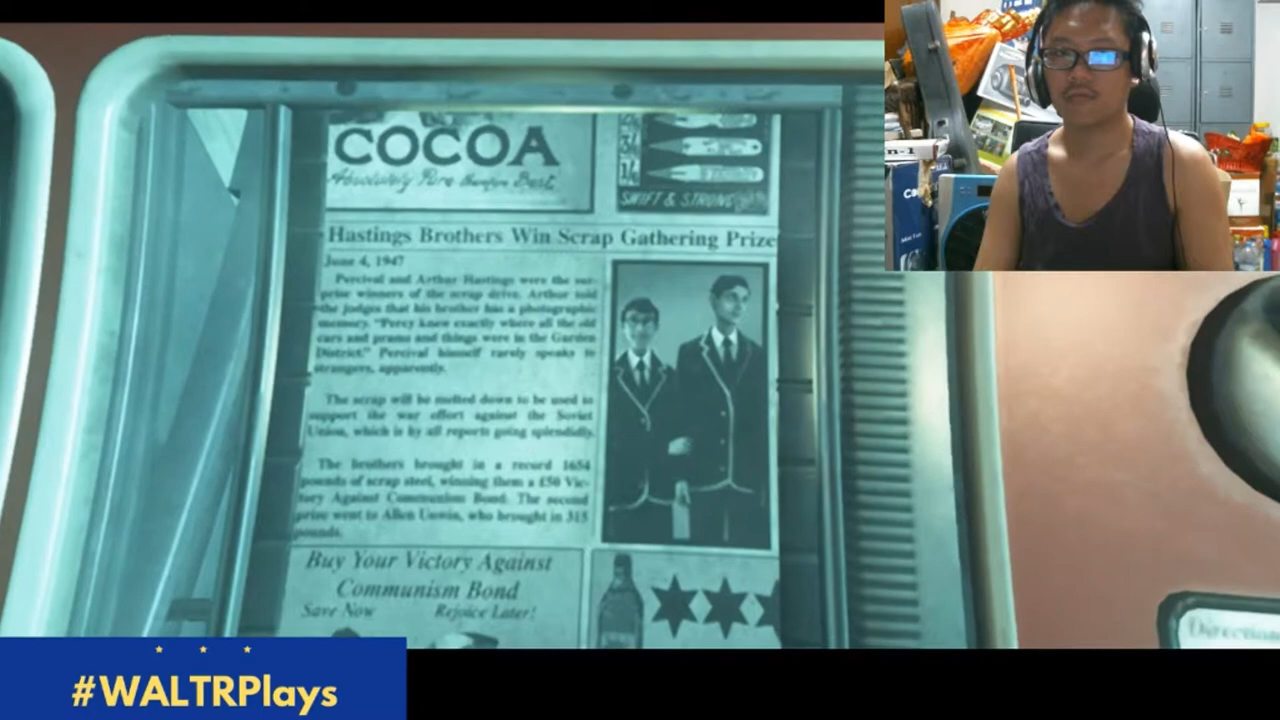 COCOA
Absolutely Pure therefore Best
SWIFT & STRONG
Hastings Brothers Win Scrap Gathering Prize
June 4, 1947
Percival and Arthur Hastings were the sur-
prise winners of the scrap drive. Arthur told
the judges that his brother has a photographic
memory. "Percy knew exactly where all the old
cars and prams and things were in the Garden
District." Percival himself rarely speaks to
strangers, apparently.
The scrap will be melted down to be used to
support the war effort against the Soviet
Union, which is by all reports going splendidly.
The brothers brought in a record 1654
pounds of scrap steel, winning them a £50 Vic-
tory Against Communism Bond. The second
prize went to Allen Unwin, who brought in 315
pounds.
Buy Your Victory Against
Communism Bond
Save Now Rejoice Later!
Direction
#WALTRPlays